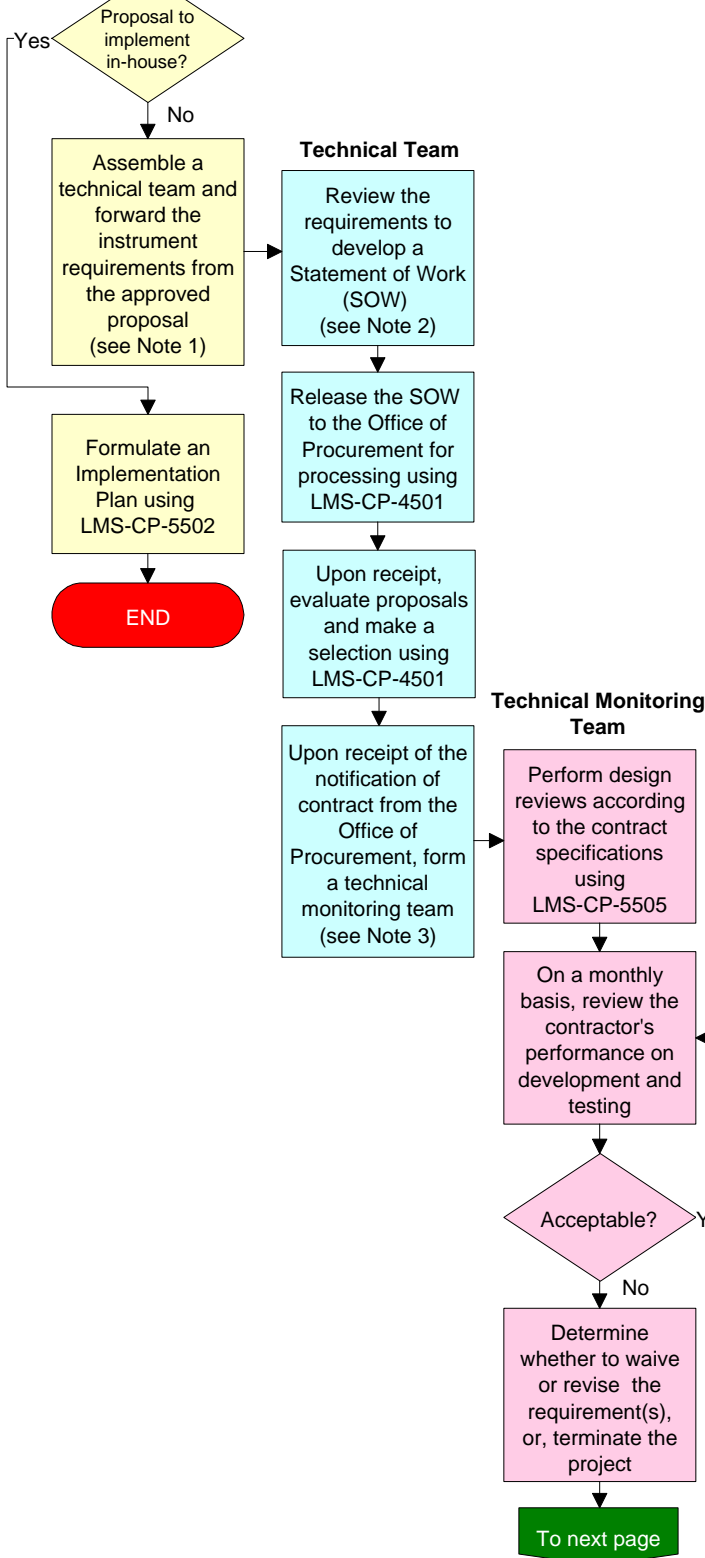 Proposal to
implement
in-house?
Yes
No
Assemble a
technical team and
forward the
instrument
requirements from
the approved
proposal
(see Note 1)
Formulate an
Implementation
Plan using
LMS-CP-5502
END
Technical Team
Review the
requirements to
develop a
Statement of Work
(SOW)
(see Note 2)
Release the SOW
to the Office of
Procurement for
processing using
LMS-CP-4501
Upon receipt,
evaluate proposals
and make a
selection using
LMS-CP-4501
Upon receipt of the
notification of
contract from the
Office of
Procurement, form
a technical
monitoring team
(see Note 3)
Technical Monitoring
Team
Perform design
reviews according
to the contract
specifications
using
LMS-CP-5505
On a monthly
basis, review the
contractor's
performance on
development and
testing
Acceptable?
No
Determine
whether to waive
or revise the
requirement(s),
or, terminate the
project
To next page